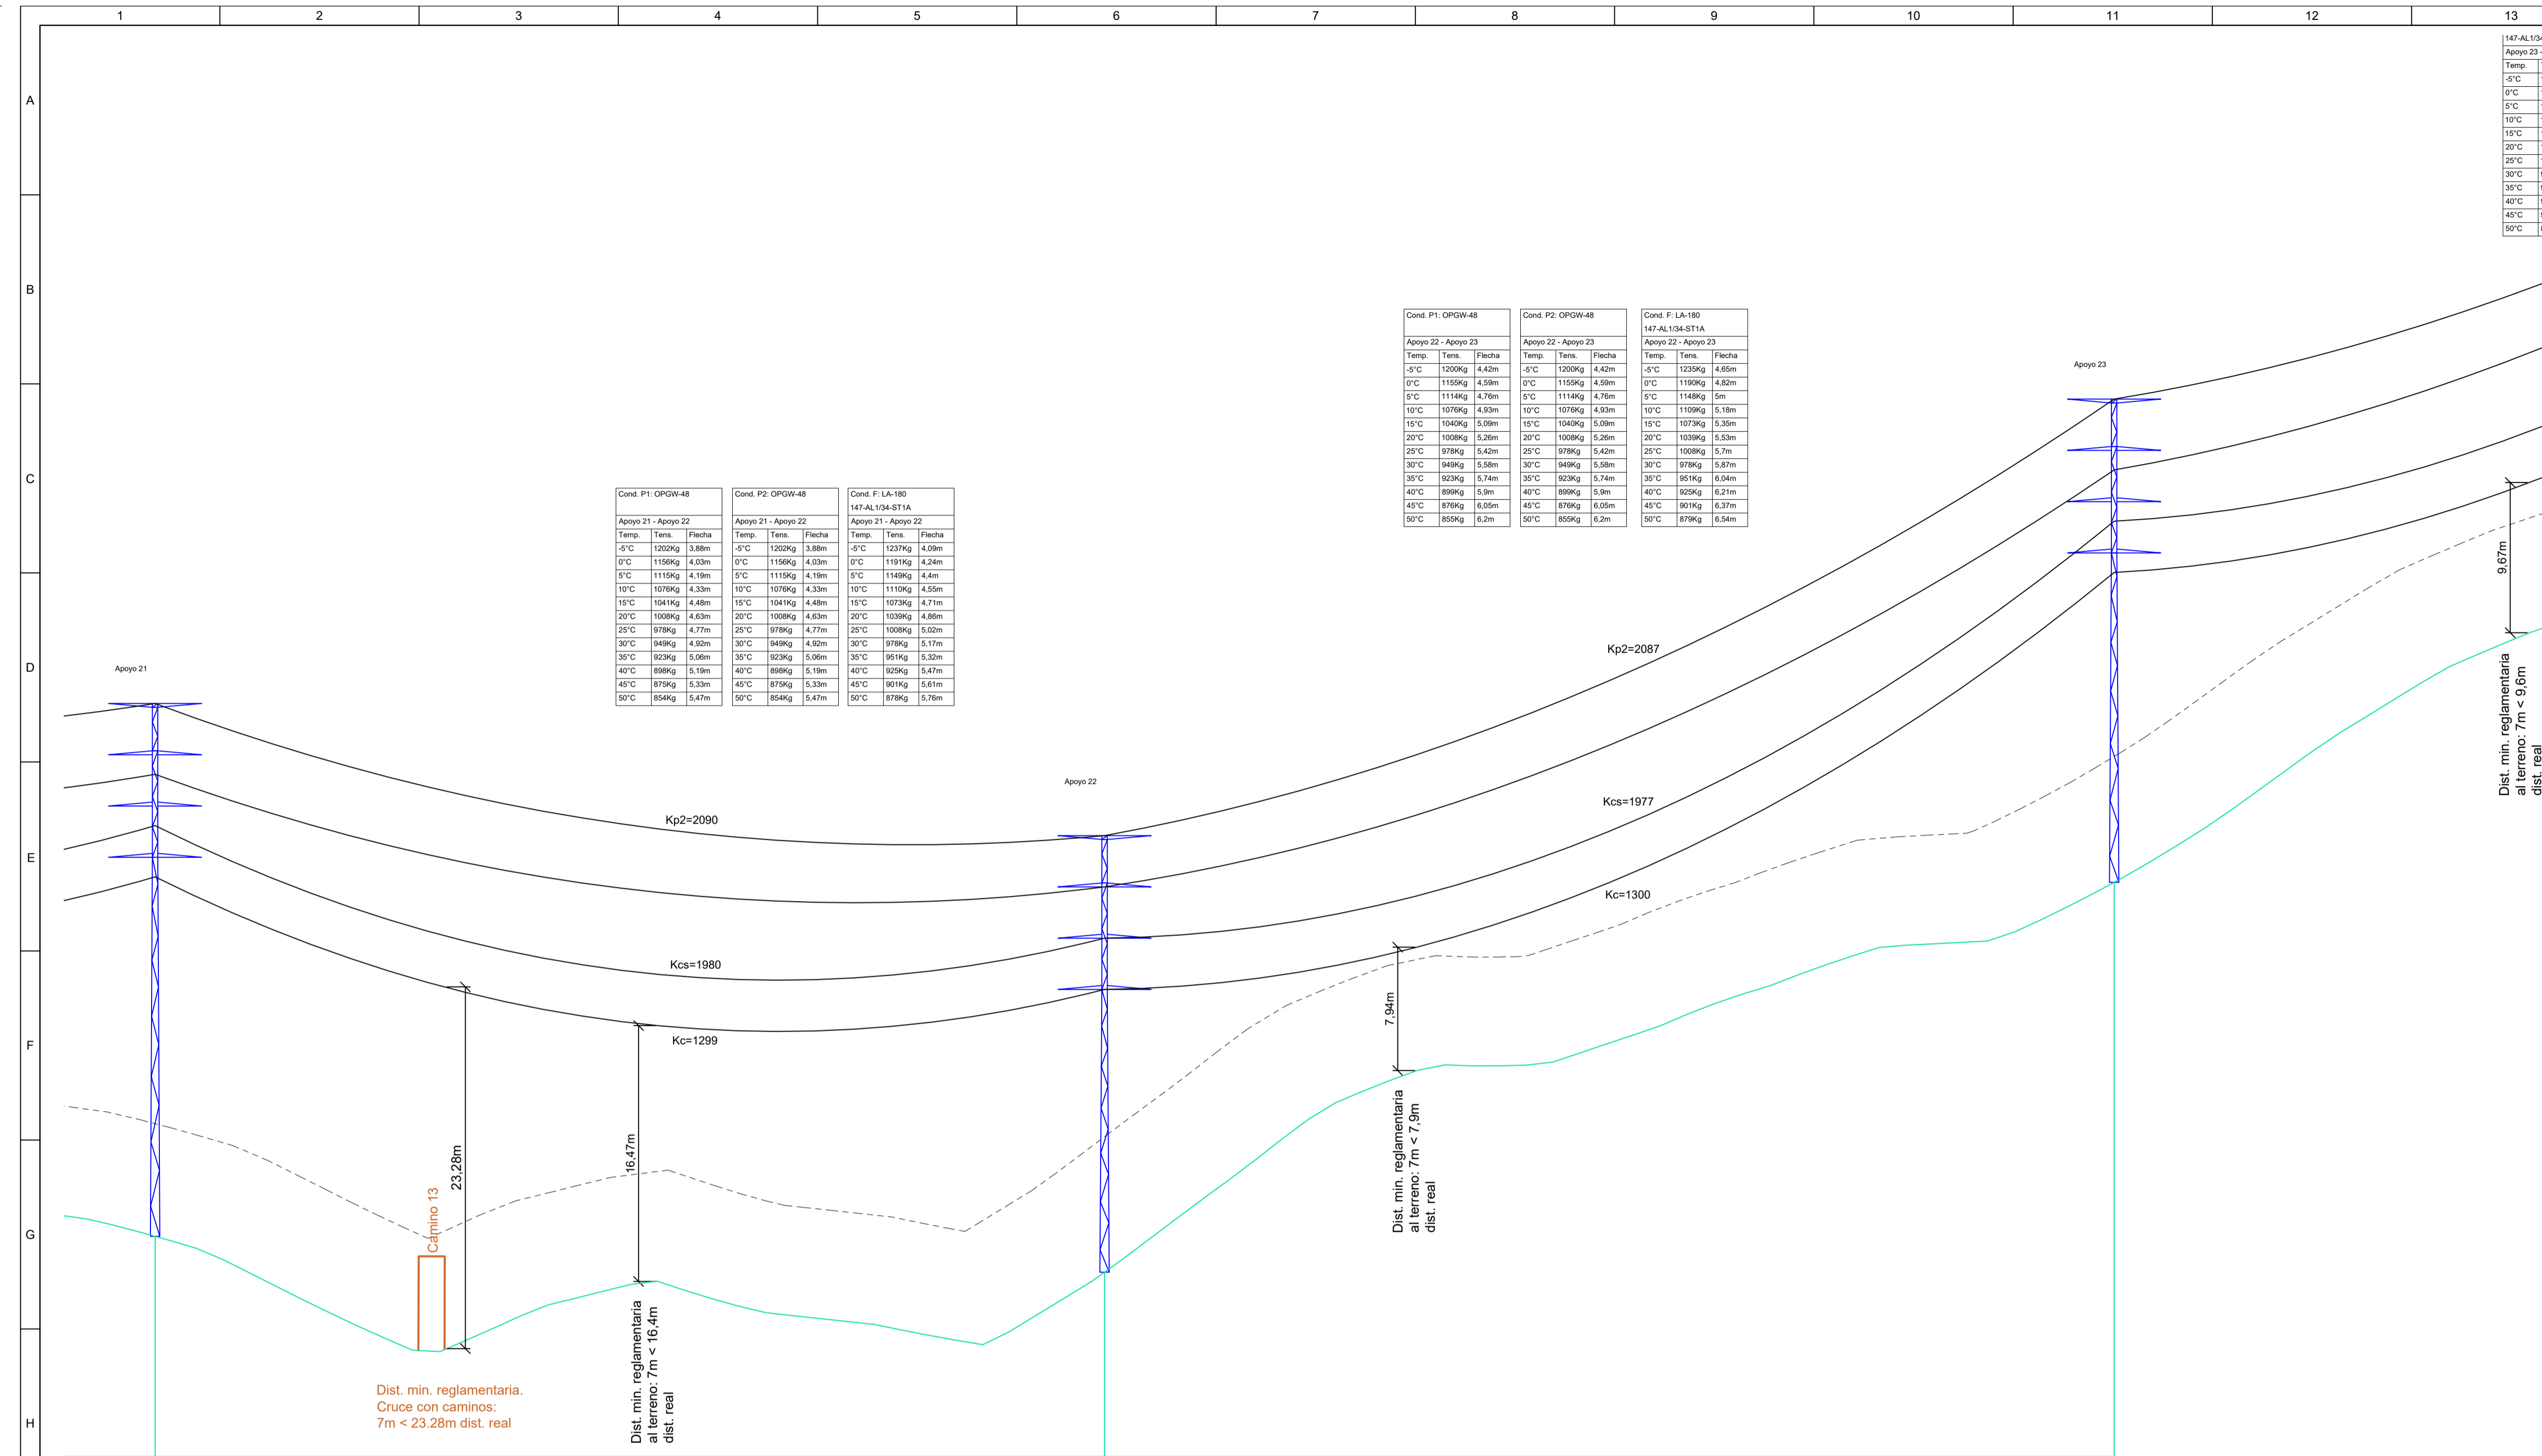 1 2 3 4 5 6 7 8 9 10 11 12 13
A
B
C
D
E
F
G
H
147-AL1/34
Apoyo 23 -
Temp.
-5°C
0°C
5°C
10°C
15°C
20°C
25°C
30°C
35°C
40°C
45°C
50°C
Cond. P1: OPGW-48
Apoyo 22 - Apoyo 23
Temp. Tens. Flecha
-5°C 1200Kg 4,42m
0°C 1155Kg 4,59m
5°C 1114Kg 4,76m
10°C 1076Kg 4,93m
15°C 1040Kg 5,09m
20°C 1008Kg 5,26m
25°C 978Kg 5,42m
30°C 949Kg 5,58m
35°C 923Kg 5,74m
40°C 899Kg 5,9m
45°C 876Kg 6,05m
50°C 855Kg 6,2m
Cond. P2: OPGW-48
Apoyo 22 - Apoyo 23
Temp. Tens. Flecha
-5°C 1200Kg 4,42m
0°C 1155Kg 4,59m
5°C 1114Kg 4,76m
10°C 1076Kg 4,93m
15°C 1040Kg 5,09m
20°C 1008Kg 5,26m
25°C 978Kg 5,42m
30°C 949Kg 5,58m
35°C 923Kg 5,74m
40°C 899Kg 5,9m
45°C 876Kg 6,05m
50°C 855Kg 6,2m
Cond. F: LA-180
147-AL1/34-ST1A
Apoyo 22 - Apoyo 23
Temp. Tens. Flecha
-5°C 1235Kg 4,65m
0°C 1190Kg 4,82m
5°C 1148Kg 5m
10°C 1109Kg 5,18m
15°C 1073Kg 5,35m
20°C 1039Kg 5,53m
25°C 1008Kg 5,7m
30°C 978Kg 5,87m
35°C 951Kg 6,04m
40°C 925Kg 6,21m
45°C 901Kg 6,37m
50°C 879Kg 6,54m
Apoyo 23
Cond. P1: OPGW-48
Apoyo 21 - Apoyo 22
Temp. Tens. Flecha
-5°C 1202Kg 3,88m
0°C 1156Kg 4,03m
5°C 1115Kg 4,19m
10°C 1076Kg 4,33m
15°C 1041Kg 4,48m
20°C 1008Kg 4,63m
25°C 978Kg 4,77m
30°C 949Kg 4,92m
35°C 923Kg 5,06m
40°C 898Kg 5,19m
45°C 875Kg 5,33m
50°C 854Kg 5,47m
Cond. P2: OPGW-48
Apoyo 21 - Apoyo 22
Temp. Tens. Flecha
-5°C 1202Kg 3,88m
0°C 1156Kg 4,03m
5°C 1115Kg 4,19m
10°C 1076Kg 4,33m
15°C 1041Kg 4,48m
20°C 1008Kg 4,63m
25°C 978Kg 4,77m
30°C 949Kg 4,92m
35°C 923Kg 5,06m
40°C 898Kg 5,19m
45°C 875Kg 5,33m
50°C 854Kg 5,47m
Cond. F: LA-180
147-AL1/34-ST1A
Apoyo 21 - Apoyo 22
Temp. Tens. Flecha
-5°C 1237Kg 4,09m
0°C 1191Kg 4,24m
5°C 1149Kg 4,4m
10°C 1110Kg 4,55m
15°C 1073Kg 4,71m
20°C 1039Kg 4,86m
25°C 1008Kg 5,02m
30°C 978Kg 5,17m
35°C 951Kg 5,32m
40°C 925Kg 5,47m
45°C 901Kg 5,61m
50°C 878Kg 5,76m
Apoyo 21
Apoyo 22
Kp2=2087
Kcs=1977
Kc=1300
Kp2=2090
Kcs=1980
Kc=1299
9,67m
Dist. min. reglamentaria
al terreno: 7m < 9,6m
dist. real
7,94m
Dist. min. reglamentaria
al terreno: 7m < 7,9m
dist. real
16,47m
Dist. min. reglamentaria
al terreno: 7m < 16,4m
dist. real
23,28m
Camino 13
Dist. min. reglamentaria.
Cruce con caminos:
7m < 23.28m dist. real